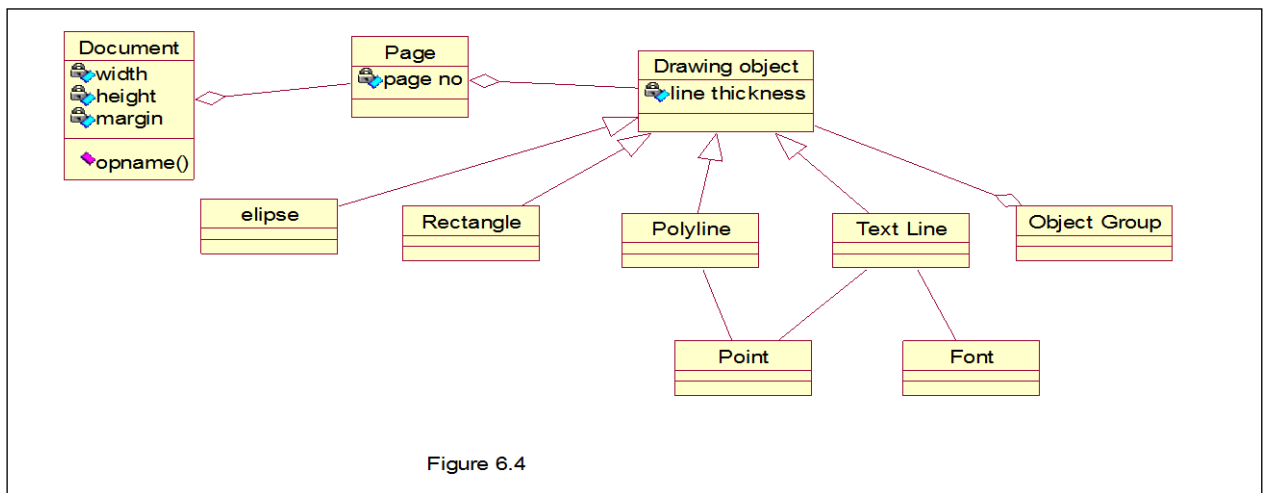 Document
width
height
margin
opname()
Page
page no
Drawing object
line thickness
elipse
Rectangle
Polyline
Text Line
Object Group
Point
Font
Figure 6.4